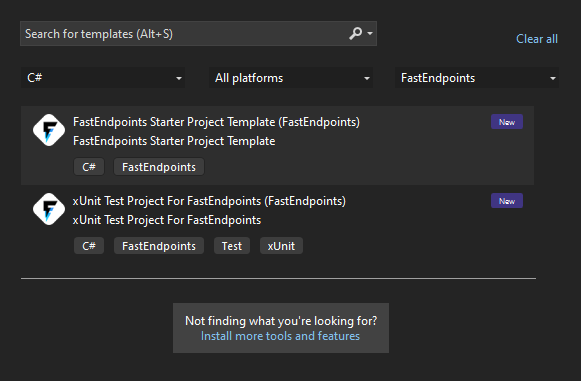 Search for templates (Alt+S)
Clear all
C#
All platforms
FastEndpoints
FastEndpoints Starter Project Template (FastEndpoints)
New
FastEndpoints Starter Project Template
C#
FastEndpoints
xUnit Test Project For FastEndpoints (FastEndpoints)
New
xUnit Test Project For FastEndpoints
C#
FastEndpoints
Test
xUnit
Not finding what you're looking for?
Install more tools and features